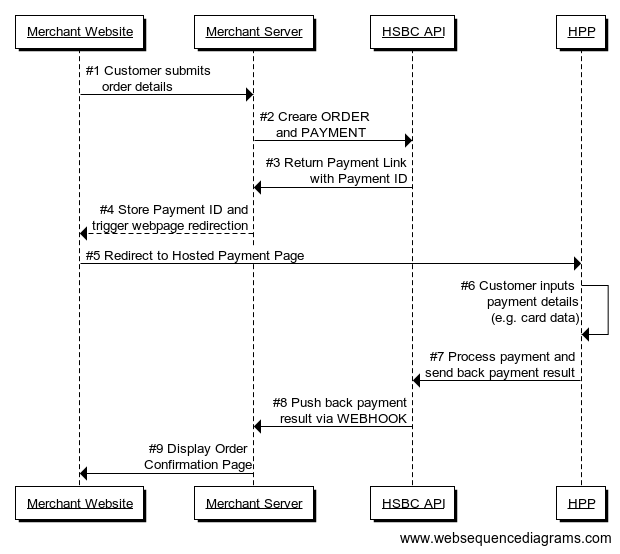 Merchant Website
Merchant Server
HSBC API
HPP
#1 Customer submits
order details
#2 Creare ORDER
and PAYMENT
#3 Return Payment Link
with Payment ID
#4 Store Payment ID and
trigger webpage redirection
#5 Redirect to Hosted Payment Page
#6 Customer inputs
payment details
(e.g. card data)
#7 Process payment and
send back payment result
#8 Push back payment
result via WEBHOOK
#9 Display Order
Confirmation Page
Merchant Website
Merchant Server
HSBC API
HPP
www.websequencediagrams.com